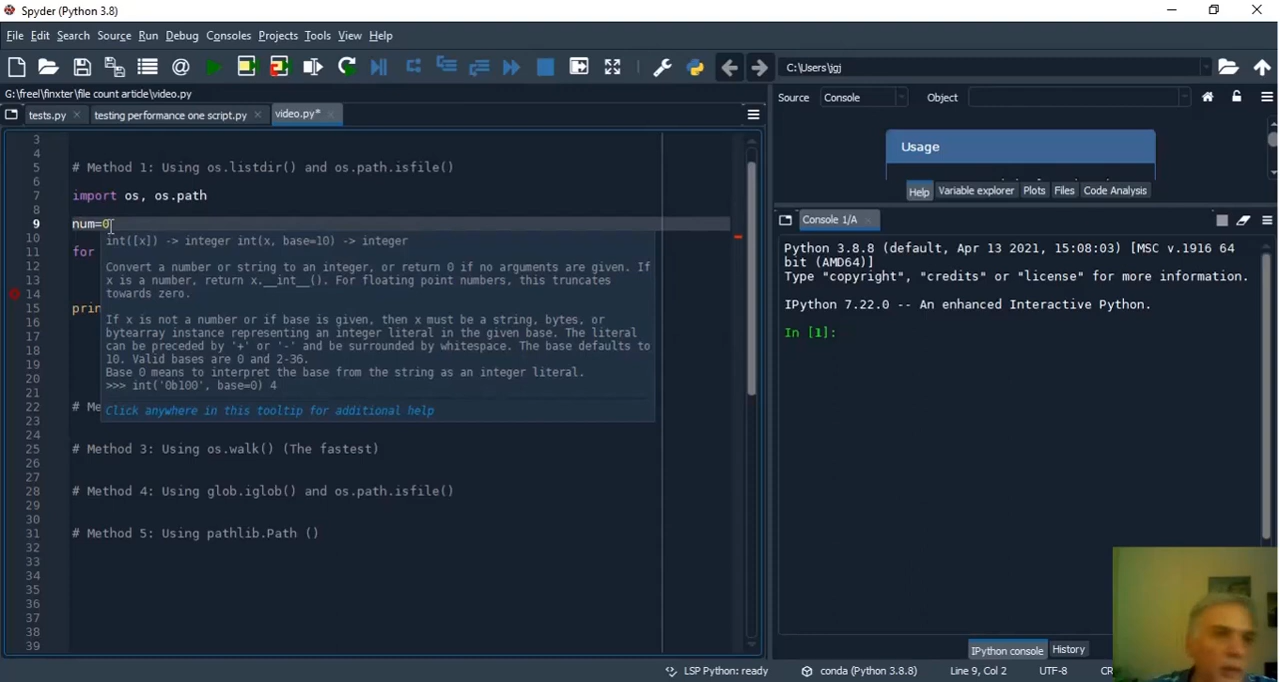 Spyder (Python 3.8)
File Edit Search Source Run Debug Consoles Projects Tools View Help
C:\Users\jgj
G:\freel\finxter\file count article\video.py
Source Console Object
tests.py testing performance one script.py video.py*
Usage
Help Variable explorer Plots Files Code Analysis
Console 1/A
3
4
5 # Method 1: Using os.listdir() and os.path.isfile()
6
7 import os, os.path
8
9 num=0
10 int([x]) -> integer int(x, base=10) -> integer
11 for
12 Convert a number or string to an integer, or return 0 if no arguments are given. If
13 x is a number, return x.__int__(). For floating point numbers, this truncates
14 towards zero.
15 prin
16 If x is not a number or if base is given, then x must be a string, bytes, or
17 bytearray instance representing an integer literal in the given base. The literal
18 can be preceded by '+' or '-' and be surrounded by whitespace. The base defaults to
19 10. Valid bases are 0 and 2-36.
20 Base 0 means to interpret the base from the string as an integer literal.
21 >>> int('0b100', base=0) 4
22 # Me Click anywhere in this tooltip for additional help
23
24
25 # Method 3: Using os.walk() (The fastest)
26
27
28 # Method 4: Using glob.iglob() and os.path.isfile()
29
30
31 # Method 5: Using pathlib.Path ()
32
33
34
35
36
37
38
39
Python 3.8.8 (default, Apr 13 2021, 15:08:03) [MSC v.1916 64
bit (AMD64)]
Type "copyright", "credits" or "license" for more information.
IPython 7.22.0 -- An enhanced Interactive Python.
In [1]:
IPython console History
LSP Python: ready conda (Python 3.8.8) Line 9, Col 2 UTF-8 CR